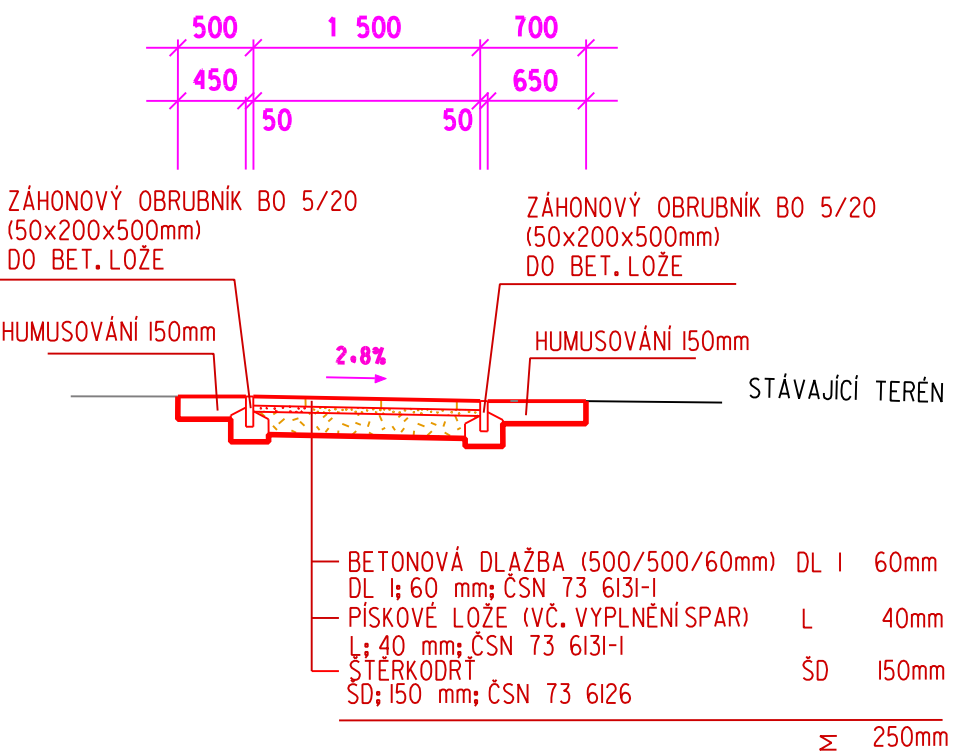 500 1 500 700
450 650
50 50
ZÁHONOVÝ OBRUBNÍK BO 5/20
(50x200x500mm)
DO BET. LOŽE
ZÁHONOVÝ OBRUBNÍK BO 5/20
(50x200x500mm)
DO BET. LOŽE
HUMUSOVÁNÍ 150mm
HUMUSOVÁNÍ 150mm
2.8%
STÁVAJÍCÍ TERÉN
BETONOVÁ DLAŽBA (500/500/60mm) DL I 60mm
DL I; 60 mm; ČSN 73 6131-1
PÍSKOVÉ LOŽE (VČ. VYPLNĚNÍ SPAR) L 40mm
L; 40 mm; ČSN 73 6131-1
ŠTĚRKODRŤ ŠD 150mm
ŠD; 150 mm; ČSN 73 6126
Σ 250mm